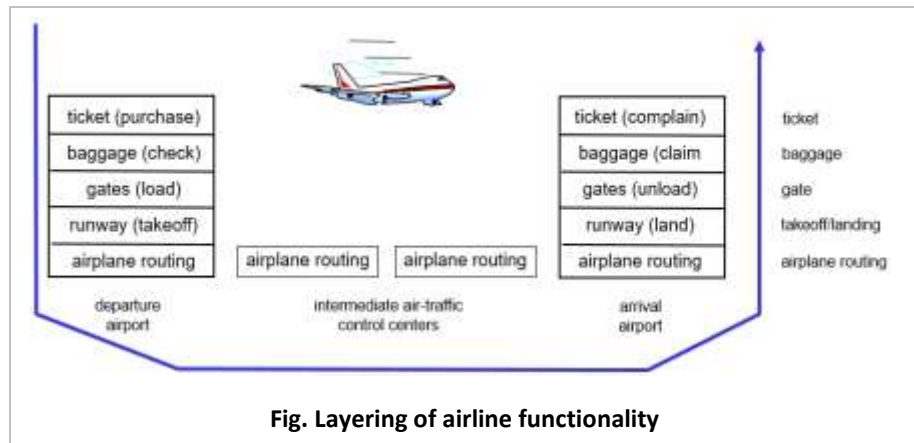 ticket (purchase)
baggage (check)
gates (load)
runway (takeoff)
airplane routing
departure
airport
airplane routing
airplane routing
intermediate air-traffic
control centers
ticket (complain)
baggage (claim
gates (unload)
runway (land)
airplane routing
arrival
airport
ticket
baggage
gate
takeoff/landing
airplane routing
Fig. Layering of airline functionality